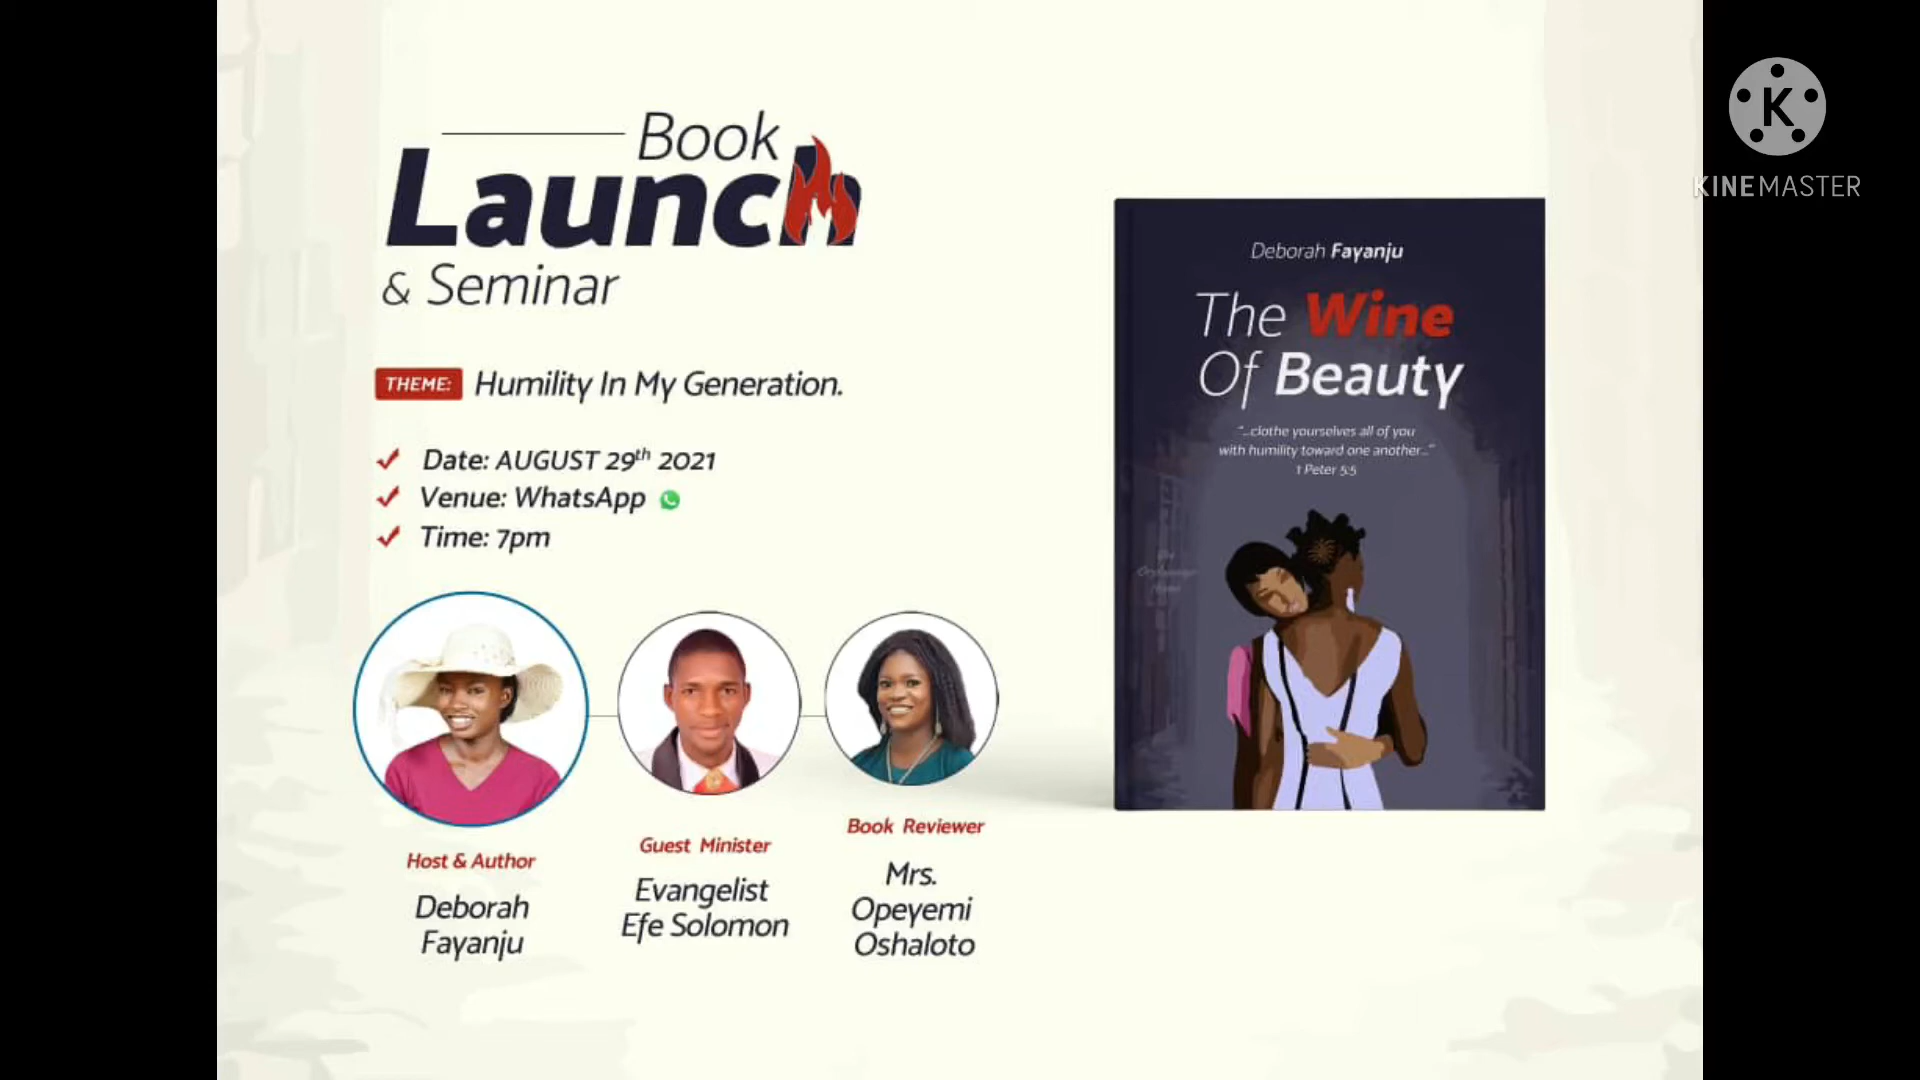 Book
Launch
& Seminar
THEME: Humility In My Generation.
Date: AUGUST 29th 2021
Venue: WhatsApp
Time: 7pm
Host & Author
Deborah
Fayanju
Guest Minister
Evangelist
Efe Solomon
Book Reviewer
Mrs.
Opeyemi
Oshaloto
Deborah Fayanju
The Wine
Of Beauty
"...clothe yourselves all of you
with humility toward one another..."
1 Peter 5:5
K
KINEMASTER